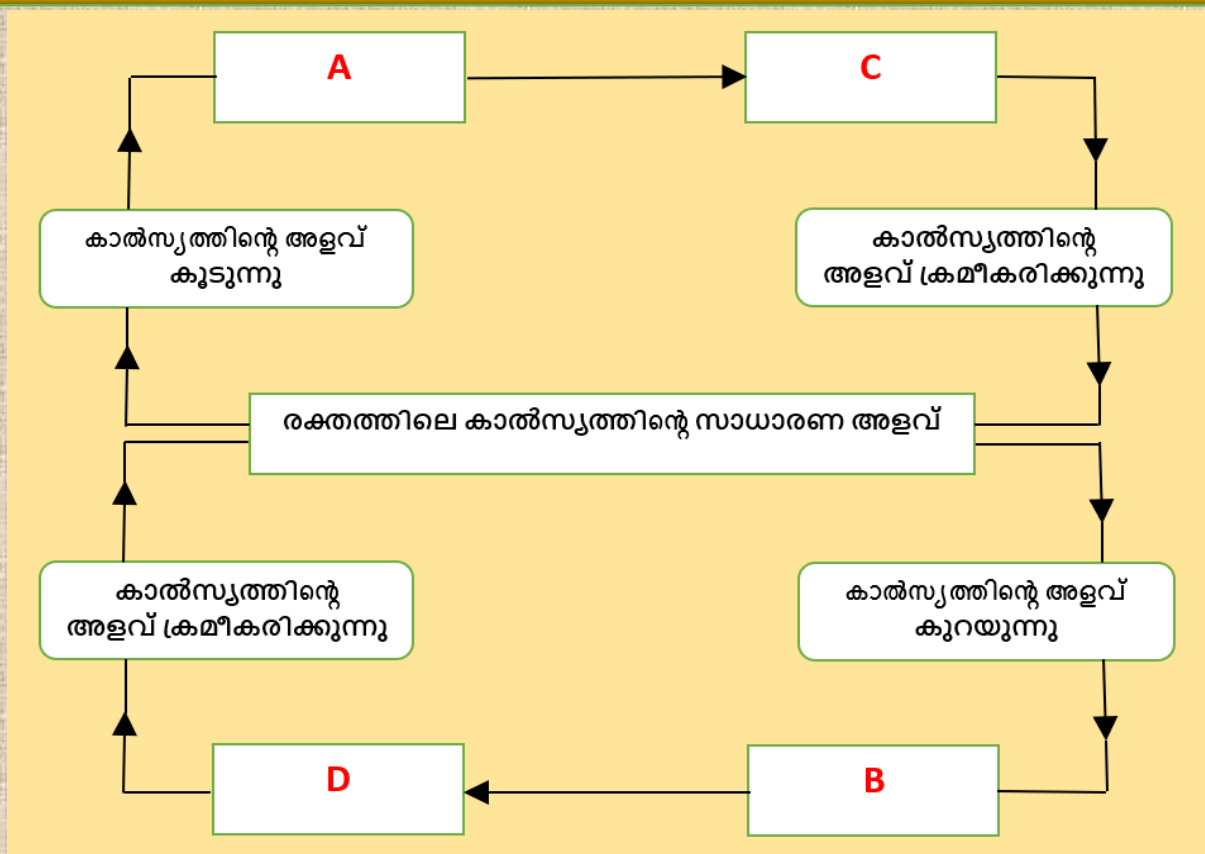 A
C
കാൽസ്യത്തിന്റെ അളവ്
കൂടുന്നു
കാൽസ്യത്തിന്റെ
അളവ് ക്രമീകരിക്കുന്നു
രക്തത്തിലെ കാൽസ്യത്തിന്റെ സാധാരണ അളവ്
കാൽസ്യത്തിന്റെ
അളവ് ക്രമീകരിക്കുന്നു
കാൽസ്യത്തിന്റെ അളവ്
കുറയുന്നു
D
B